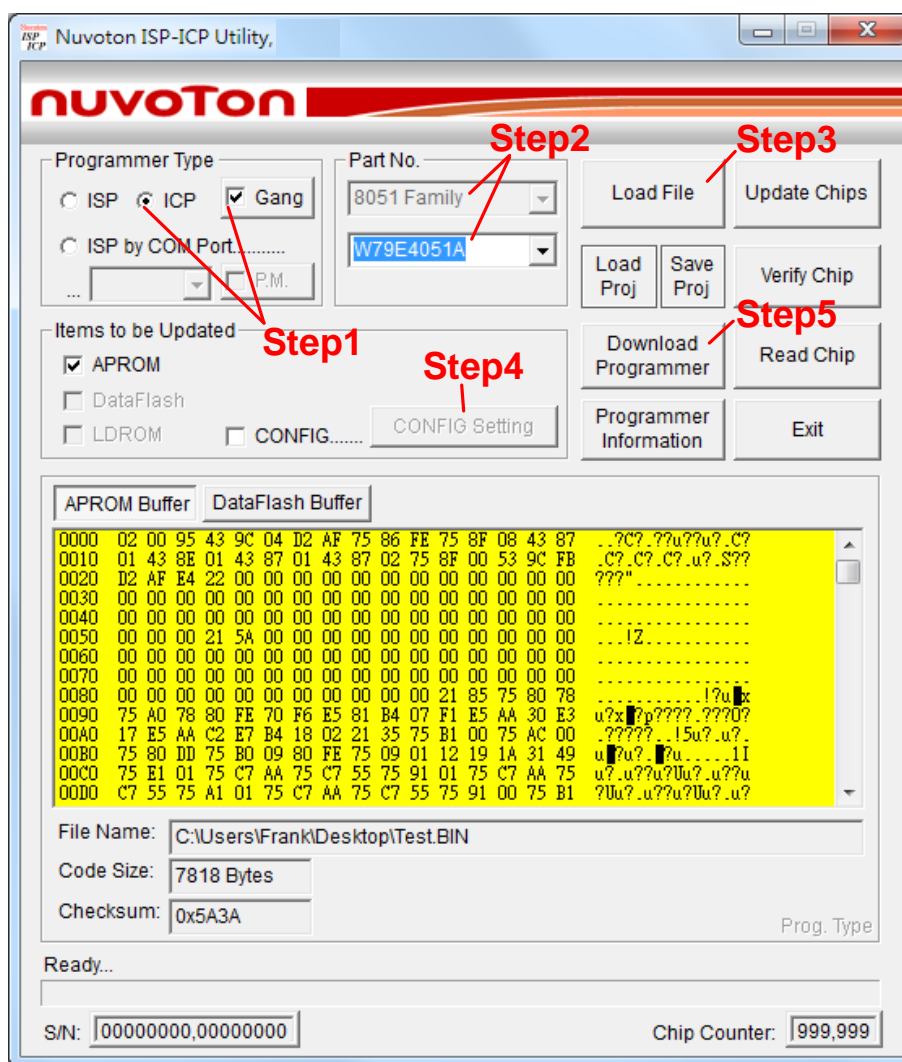 Nuvoton ISP-ICP Utility,
nuvoTon
Step2
Step3
Programmer Type
Part No.
ISP ICP Gang
8051 Family
Load File
Update Chips
ISP by COM Port...........
W79E4051A
Load Proj
Save Proj
Verify Chip
... P.M.
Items to be Updated
Step1
Step4
Step5
APROM
Download Programmer
Read Chip
DataFlash
LDROM
CONFIG.......
CONFIG Setting
Programmer Information
Exit
APROM Buffer
DataFlash Buffer
0000 02 00 95 43 9C 04 D2 AF 75 86 FE 75 8F 08 43 87 ...?C?.??u??u?.C?
0010 01 43 8E 01 43 87 01 43 87 02 75 8F 00 53 9C FB .C?.C?.C?.u?.S??
0020 D2 AF E4 22 00 00 00 00 00 00 00 00 00 00 00 00 ???"............
0030 00 00 00 00 00 00 00 00 00 00 00 00 00 00 00 00 ................
0040 00 00 00 00 00 00 00 00 00 00 00 00 00 00 00 00 ................
0050 00 00 00 21 5A 00 00 00 00 00 00 00 00 00 00 00 ...!Z...........
0060 00 00 00 00 00 00 00 00 00 00 00 00 00 00 00 00 ................
0070 00 00 00 00 00 00 00 00 00 00 00 00 00 00 00 00 ................
0080 00 00 00 00 00 00 00 00 00 00 00 21 85 75 80 78 ...........!?u x
0090 75 A0 78 80 FE 70 F6 E5 81 B4 07 F1 E5 AA 30 E3 u?x ?p????.???0?
00A0 17 E5 AA C2 E7 B4 18 02 21 35 75 B1 00 75 AC 00 .?????..!5u?.u?.
00B0 75 80 DD 75 B0 09 80 FE 75 09 01 12 19 1A 31 49 u ?u?. ?u.....1I
00C0 75 E1 01 75 C7 AA 75 C7 55 75 91 01 75 C7 AA 75 u?.u??u?Uu?.u??u
00D0 C7 55 75 A1 01 75 C7 AA 75 C7 55 75 91 00 75 B1 ?Uu?.u??u?Uu?.u?
File Name: C:\Users\Frank\Desktop\Test.BIN
Code Size: 7818 Bytes
Checksum: 0x5A3A
Prog. Type
Ready...
S/N: 00000000,00000000
Chip Counter: 999,999